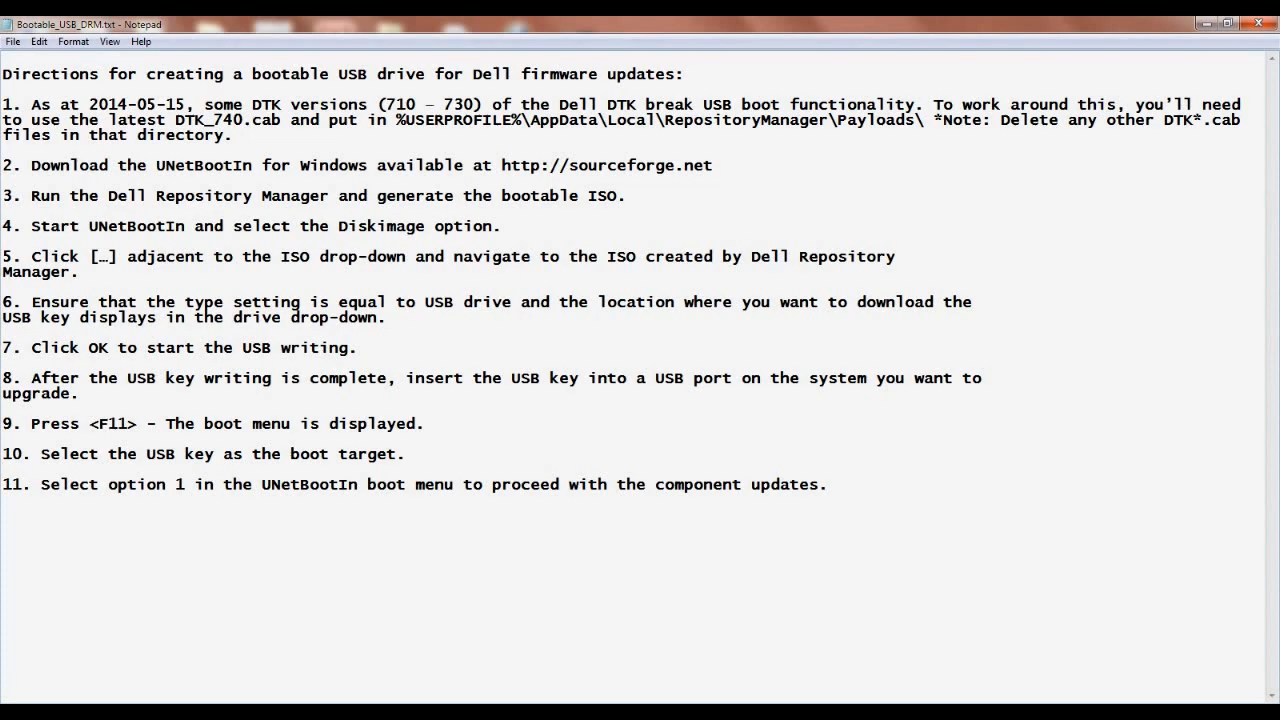 Bootable_USB_DRM.txt - Notepad
File Edit Format View Help
Directions for creating a bootable USB drive for Dell firmware updates:
1. As at 2014-05-15, some DTK versions (710 – 730) of the Dell DTK break USB boot functionality. To work around this, you’ll need
to use the latest DTK_740.cab and put in %USERPROFILE%\AppData\Local\RepositoryManager\Payloads\ *Note: Delete any other DTK*.cab
files in that directory.
2. Download the UNetBootIn for Windows available at http://sourceforge.net
3. Run the Dell Repository Manager and generate the bootable ISO.
4. Start UNetBootIn and select the Diskimage option.
5. Click […] adjacent to the ISO drop-down and navigate to the ISO created by Dell Repository
Manager.
6. Ensure that the type setting is equal to USB drive and the location where you want to download the
USB key displays in the drive drop-down.
7. Click OK to start the USB writing.
8. After the USB key writing is complete, insert the USB key into a USB port on the system you want to
upgrade.
9. Press <F11> – The boot menu is displayed.
10. Select the USB key as the boot target.
11. Select option 1 in the UNetBootIn boot menu to proceed with the component updates.